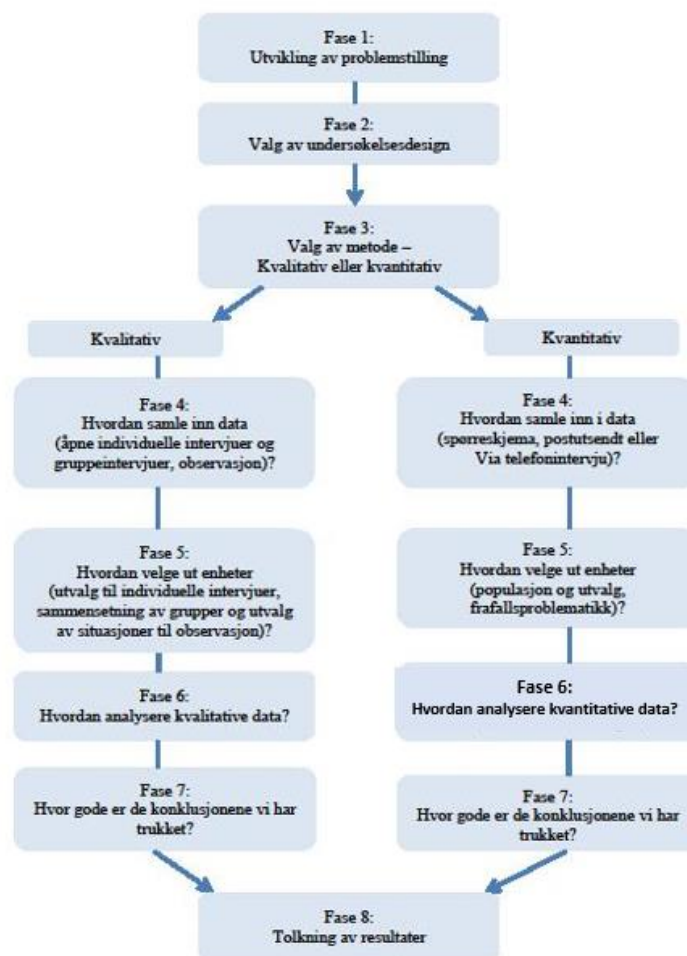 Fase 1:
Utvikling av problemstilling
Fase 2:
Valg av undersøkelsesdesign
Fase 3:
Valg av metode –
Kvalitativ eller kvantitativ
Kvalitativ
Fase 4:
Hvordan samle inn data
(åpne individuelle intervjuer og
gruppeintervjuer, observasjon)?
Fase 5:
Hvordan velge ut enheter
(utvalg til individuelle intervjuer,
sammensetning av grupper og utvalg
av situasjoner til observasjon)?
Fase 6:
Hvordan analysere kvalitative data?
Fase 7:
Hvor gode er de konklusjonene vi har
trukket?
Kvantitativ
Fase 4:
Hvordan samle inn i data
(spørreskjema, postutsendt eller
Via telefonintervju)?
Fase 5:
Hvordan velge ut enheter
(populasjon og utvalg,
frafallsproblematikk)?
Fase 6:
Hvordan analysere kvantitative data?
Fase 7:
Hvor gode er de konklusjonene vi har
trukket?
Fase 8:
Tolkning av resultater